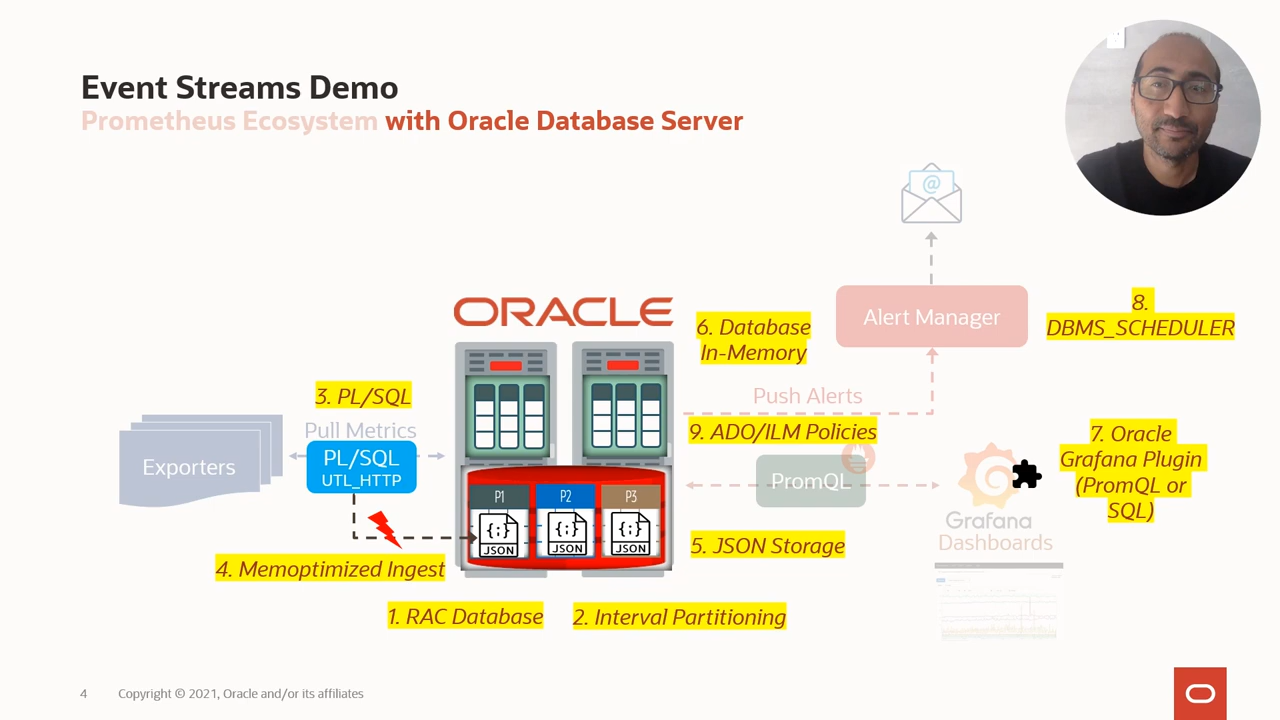 Event Streams Demo
Prometheus Ecosystem with Oracle Database Server
@
ORACLE
6. Database
In-Memory
Alert Manager
8.
DBMS_SCHEDULER
3. PL/SQL
Pull Metrics
Push Alerts
9. ADO/ILM Policies
7. Oracle
Grafana Plugin
(PromQL or
SQL)
Exporters
PL/SQL
UTL_HTTP
PromQL
P1
P2
P3
{;}
JSON
{;}
JSON
{;}
JSON
Grafana
Dashboards
4. Memoptimized Ingest
5. JSON Storage
1. RAC Database
2. Interval Partitioning
4
Copyright © 2021, Oracle and/or its affiliates